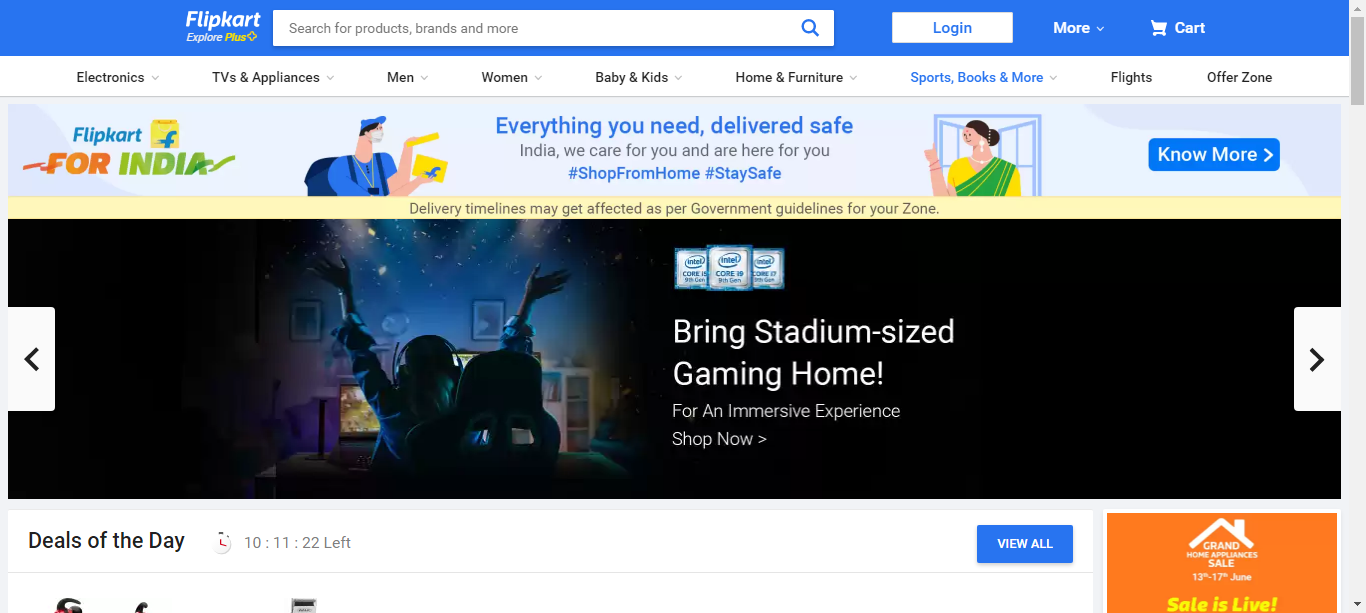 Flipkart
Explore Plus
Search for products, brands and more
Login
More
Cart
Electronics
TVs & Appliances
Men
Women
Baby & Kids
Home & Furniture
Sports, Books & More
Flights
Offer Zone
Flipkart
FOR INDIA
Everything you need, delivered safe
India, we care for you and are here for you
#ShopFromHome #StaySafe
Know More
Delivery timelines may get affected as per Government guidelines for your Zone.
intel
CORE i5
9th Gen
intel
CORE i9
9th Gen
intel
CORE i7
9th Gen
Bring Stadium-sized
Gaming Home!
For An Immersive Experience
Shop Now >
Deals of the Day
10 : 11 : 22 Left
VIEW ALL
GRAND
HOME APPLIANCES
SALE
13th-17th June
Sale is Live!